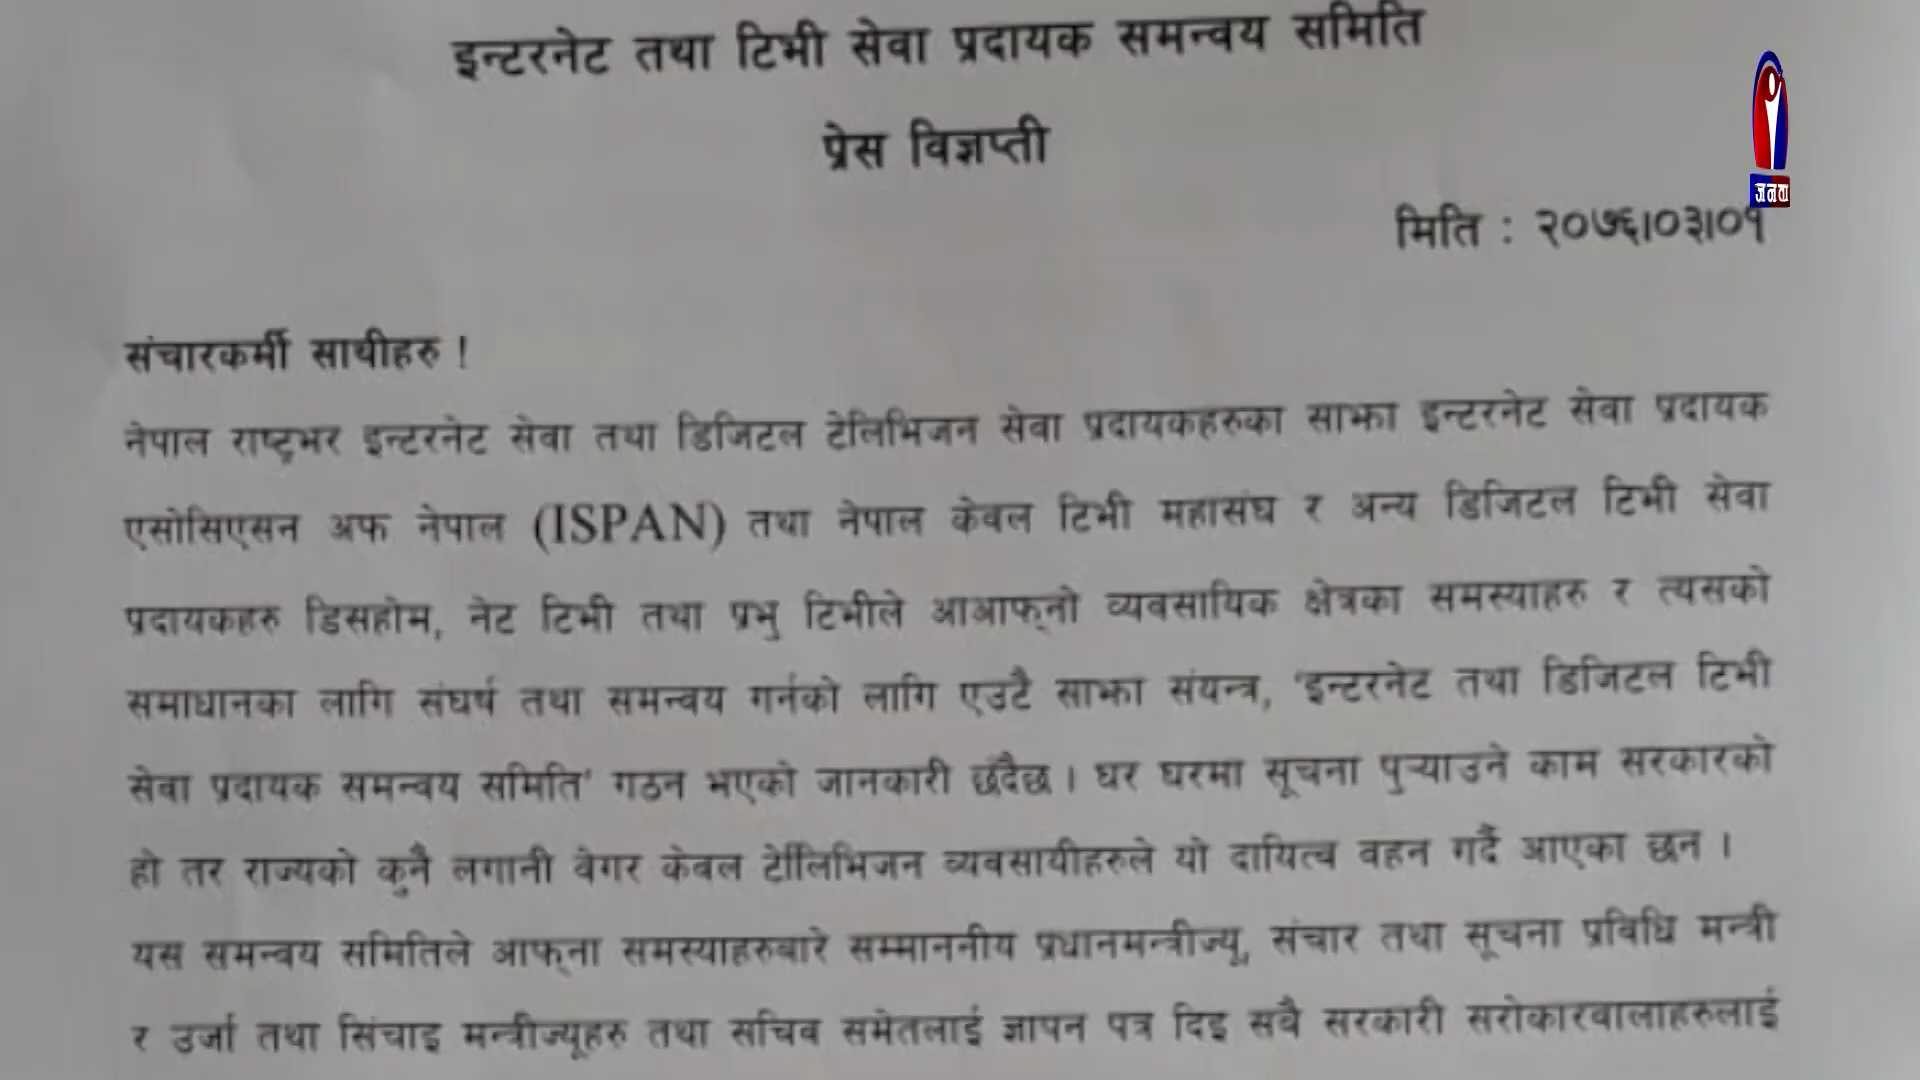 इन्टरनेट तथा टिभी सेवा प्रदायक समन्वय समिति
प्रेस विज्ञप्ती
जनता
मिति : २०७६।०३।०१
संचारकर्मी साथीहरु !
नेपाल राष्ट्रभर इन्टरनेट सेवा तथा डिजिटल टेलिभिजन सेवा प्रदायकहरुका साझा इन्टरनेट सेवा प्रदायक
एसोसिएसन अफ नेपाल (ISPAN) तथा नेपाल केबल टिभी महासंघ र अन्य डिजिटल टिभी सेवा
प्रदायकहरु डिसहोम, नेट टिभी तथा प्रभु टिभीले आआफ्‌नो व्यवसायिक क्षेत्रका समस्याहरु र त्यसको
समाधानका लागि संघर्ष तथा समन्वय गर्नको लागि एउटै साझा संयन्त्र, 'इन्टरनेट तथा डिजिटल टिभी
सेवा प्रदायक समन्वय समिति' गठन भएको जानकारी छँदैछ । घर घरमा सूचना पुर्‍याउने काम सरकारको
हो तर राज्यको कुनै लगानी वेगर केबल टेलिभिजन व्यवसायीहरुले यो दायित्व वहन गर्दै आएका छन ।
यस समन्वय समितिले आफ्‌ना समस्याहरुबारे सम्माननीय प्रधानमन्त्रीज्यू, संचार तथा सूचना प्रविधि मन्त्री
र उर्जा तथा सिंचाइ मन्त्रीज्यूहरु तथा सचिव समेतलाई ज्ञापन पत्र दिइ सबै सरकारी सरोकारवालाहरुलाई